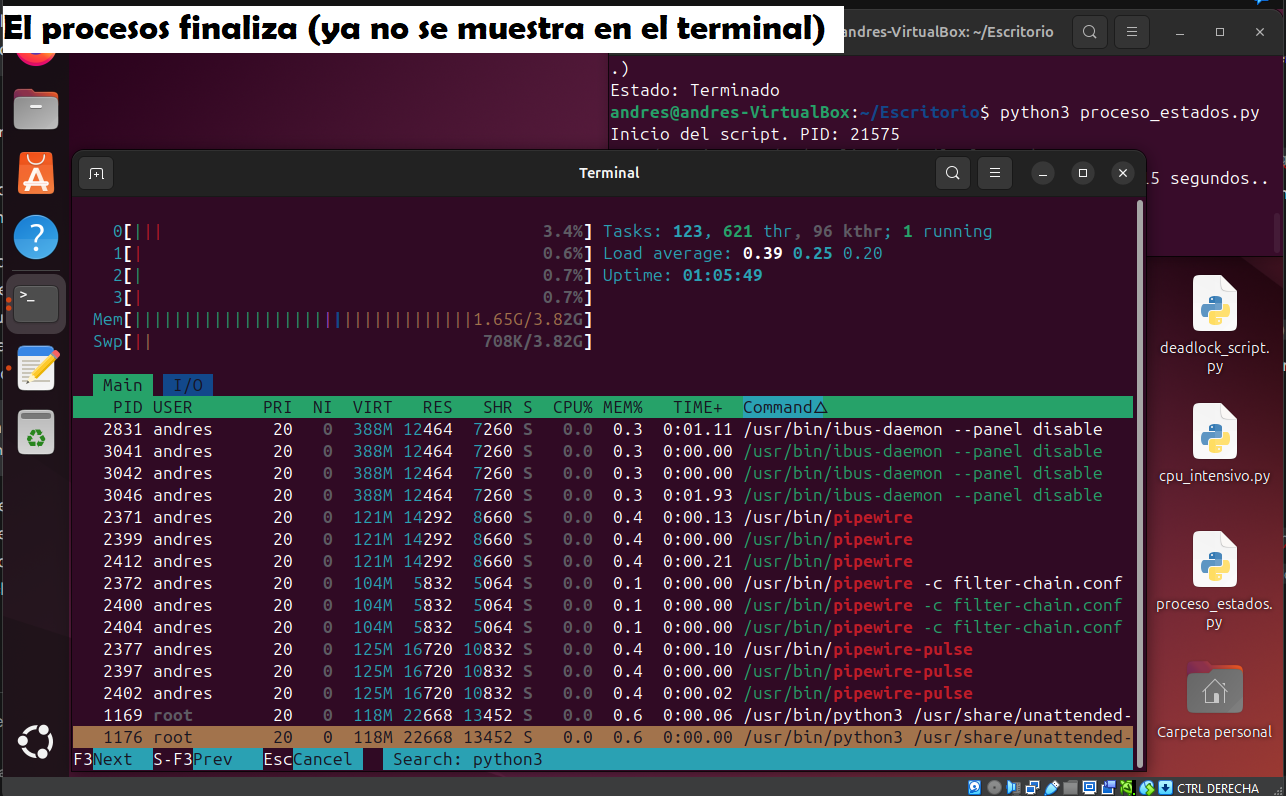 El procesos finaliza (ya no se muestra en el terminal)
andres-VirtualBox: ~/Escritorio
.)
Estado: Terminado
andres@andres-VirtualBox:~/Escritorio$ python3 proceso_estados.py
Inicio del script. PID: 21575
15 segundos..
Terminal
0[||| 3.4%] Tasks: 123, 621 thr, 96 kthr; 1 running
1[| 0.6%] Load average: 0.39 0.25 0.20
2[| 0.7%] Uptime: 01:05:49
3[| 0.7%]
Mem[||||||||||||||||||||||||||||||||||1.65G/3.82G]
Swp[|| 708K/3.82G]
Main I/O
PID USER PRI NI VIRT RES SHR S CPU% MEM% TIME+ Command△
2831 andres 20 0 388M 12464 7260 S 0.0 0.3 0:01.11 /usr/bin/ibus-daemon --panel disable
3041 andres 20 0 388M 12464 7260 S 0.0 0.3 0:00.00 /usr/bin/ibus-daemon --panel disable
3042 andres 20 0 388M 12464 7260 S 0.0 0.3 0:00.00 /usr/bin/ibus-daemon --panel disable
3046 andres 20 0 388M 12464 7260 S 0.0 0.3 0:01.93 /usr/bin/ibus-daemon --panel disable
2371 andres 20 0 121M 14292 8660 S 0.0 0.4 0:00.13 /usr/bin/pipewire
2399 andres 20 0 121M 14292 8660 S 0.0 0.4 0:00.00 /usr/bin/pipewire
2412 andres 20 0 121M 14292 8660 S 0.0 0.4 0:00.21 /usr/bin/pipewire
2372 andres 20 0 104M 5832 5064 S 0.0 0.1 0:00.00 /usr/bin/pipewire -c filter-chain.conf
2400 andres 20 0 104M 5832 5064 S 0.0 0.1 0:00.00 /usr/bin/pipewire -c filter-chain.conf
2404 andres 20 0 104M 5832 5064 S 0.0 0.1 0:00.00 /usr/bin/pipewire -c filter-chain.conf
2377 andres 20 0 125M 16720 10832 S 0.0 0.4 0:00.10 /usr/bin/pipewire-pulse
2397 andres 20 0 125M 16720 10832 S 0.0 0.4 0:00.00 /usr/bin/pipewire-pulse
2402 andres 20 0 125M 16720 10832 S 0.0 0.4 0:00.02 /usr/bin/pipewire-pulse
1169 root 20 0 118M 22668 13452 S 0.0 0.6 0:00.06 /usr/bin/python3 /usr/share/unattended-
1176 root 20 0 118M 22668 13452 S 0.0 0.6 0:00.00 /usr/bin/python3 /usr/share/unattended-
F3Next S-F3Prev EscCancel Search: python3
deadlock_script.
py
cpu_intensivo.py
proceso_estados.
py
Carpeta personal
CTRL DERECHA